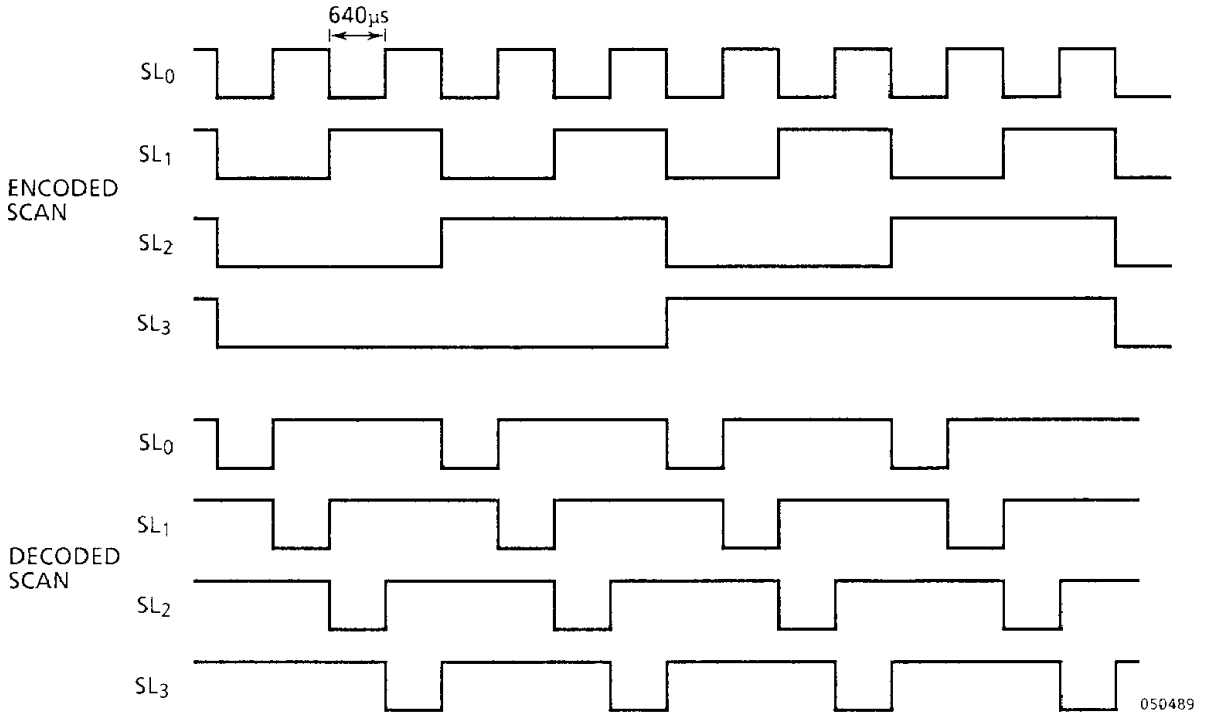 640μs
SL0
SL1
ENCODED
SCAN
SL2
SL3
SL0
SL1
DECODED
SCAN
SL2
SL3
050489